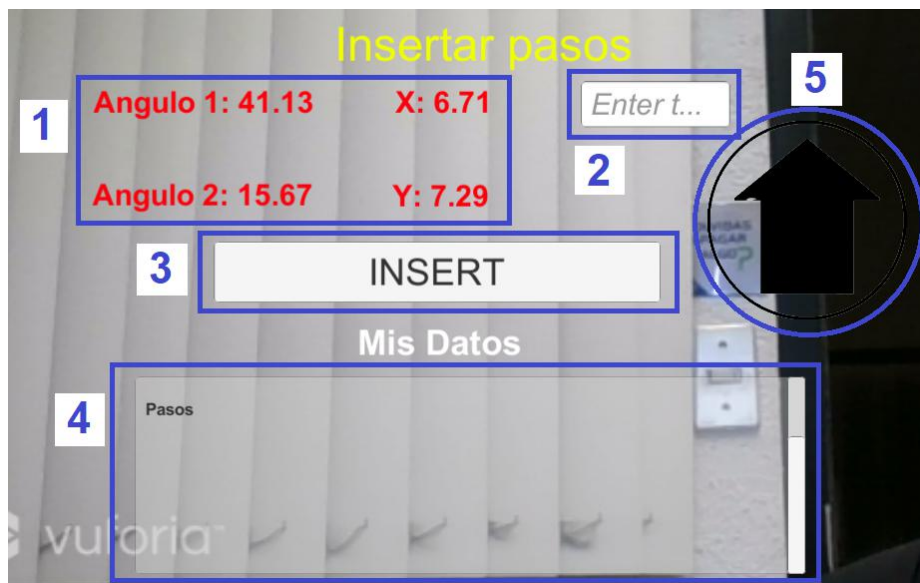 Insertar pasos
5
1
Angulo 1: 41.13 X: 6.71
Enter t...
2
Angulo 2: 15.67 Y: 7.29
3
INSERT
Mis Datos
4
Pasos
vuforia™